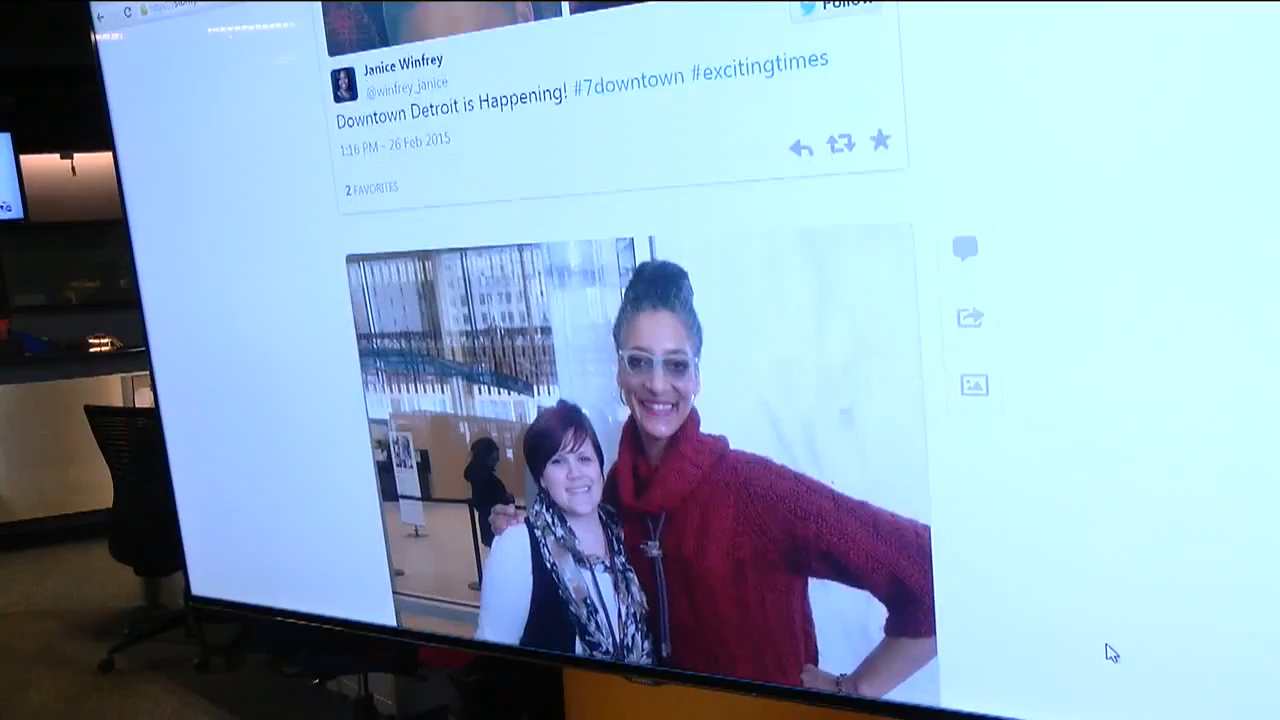 Follow
Janice Winfrey
@winfrey_janice
Downtown Detroit is Happening! #7downtown #excitingtimes
1:16 PM - 26 Feb 2015
2 FAVORITES